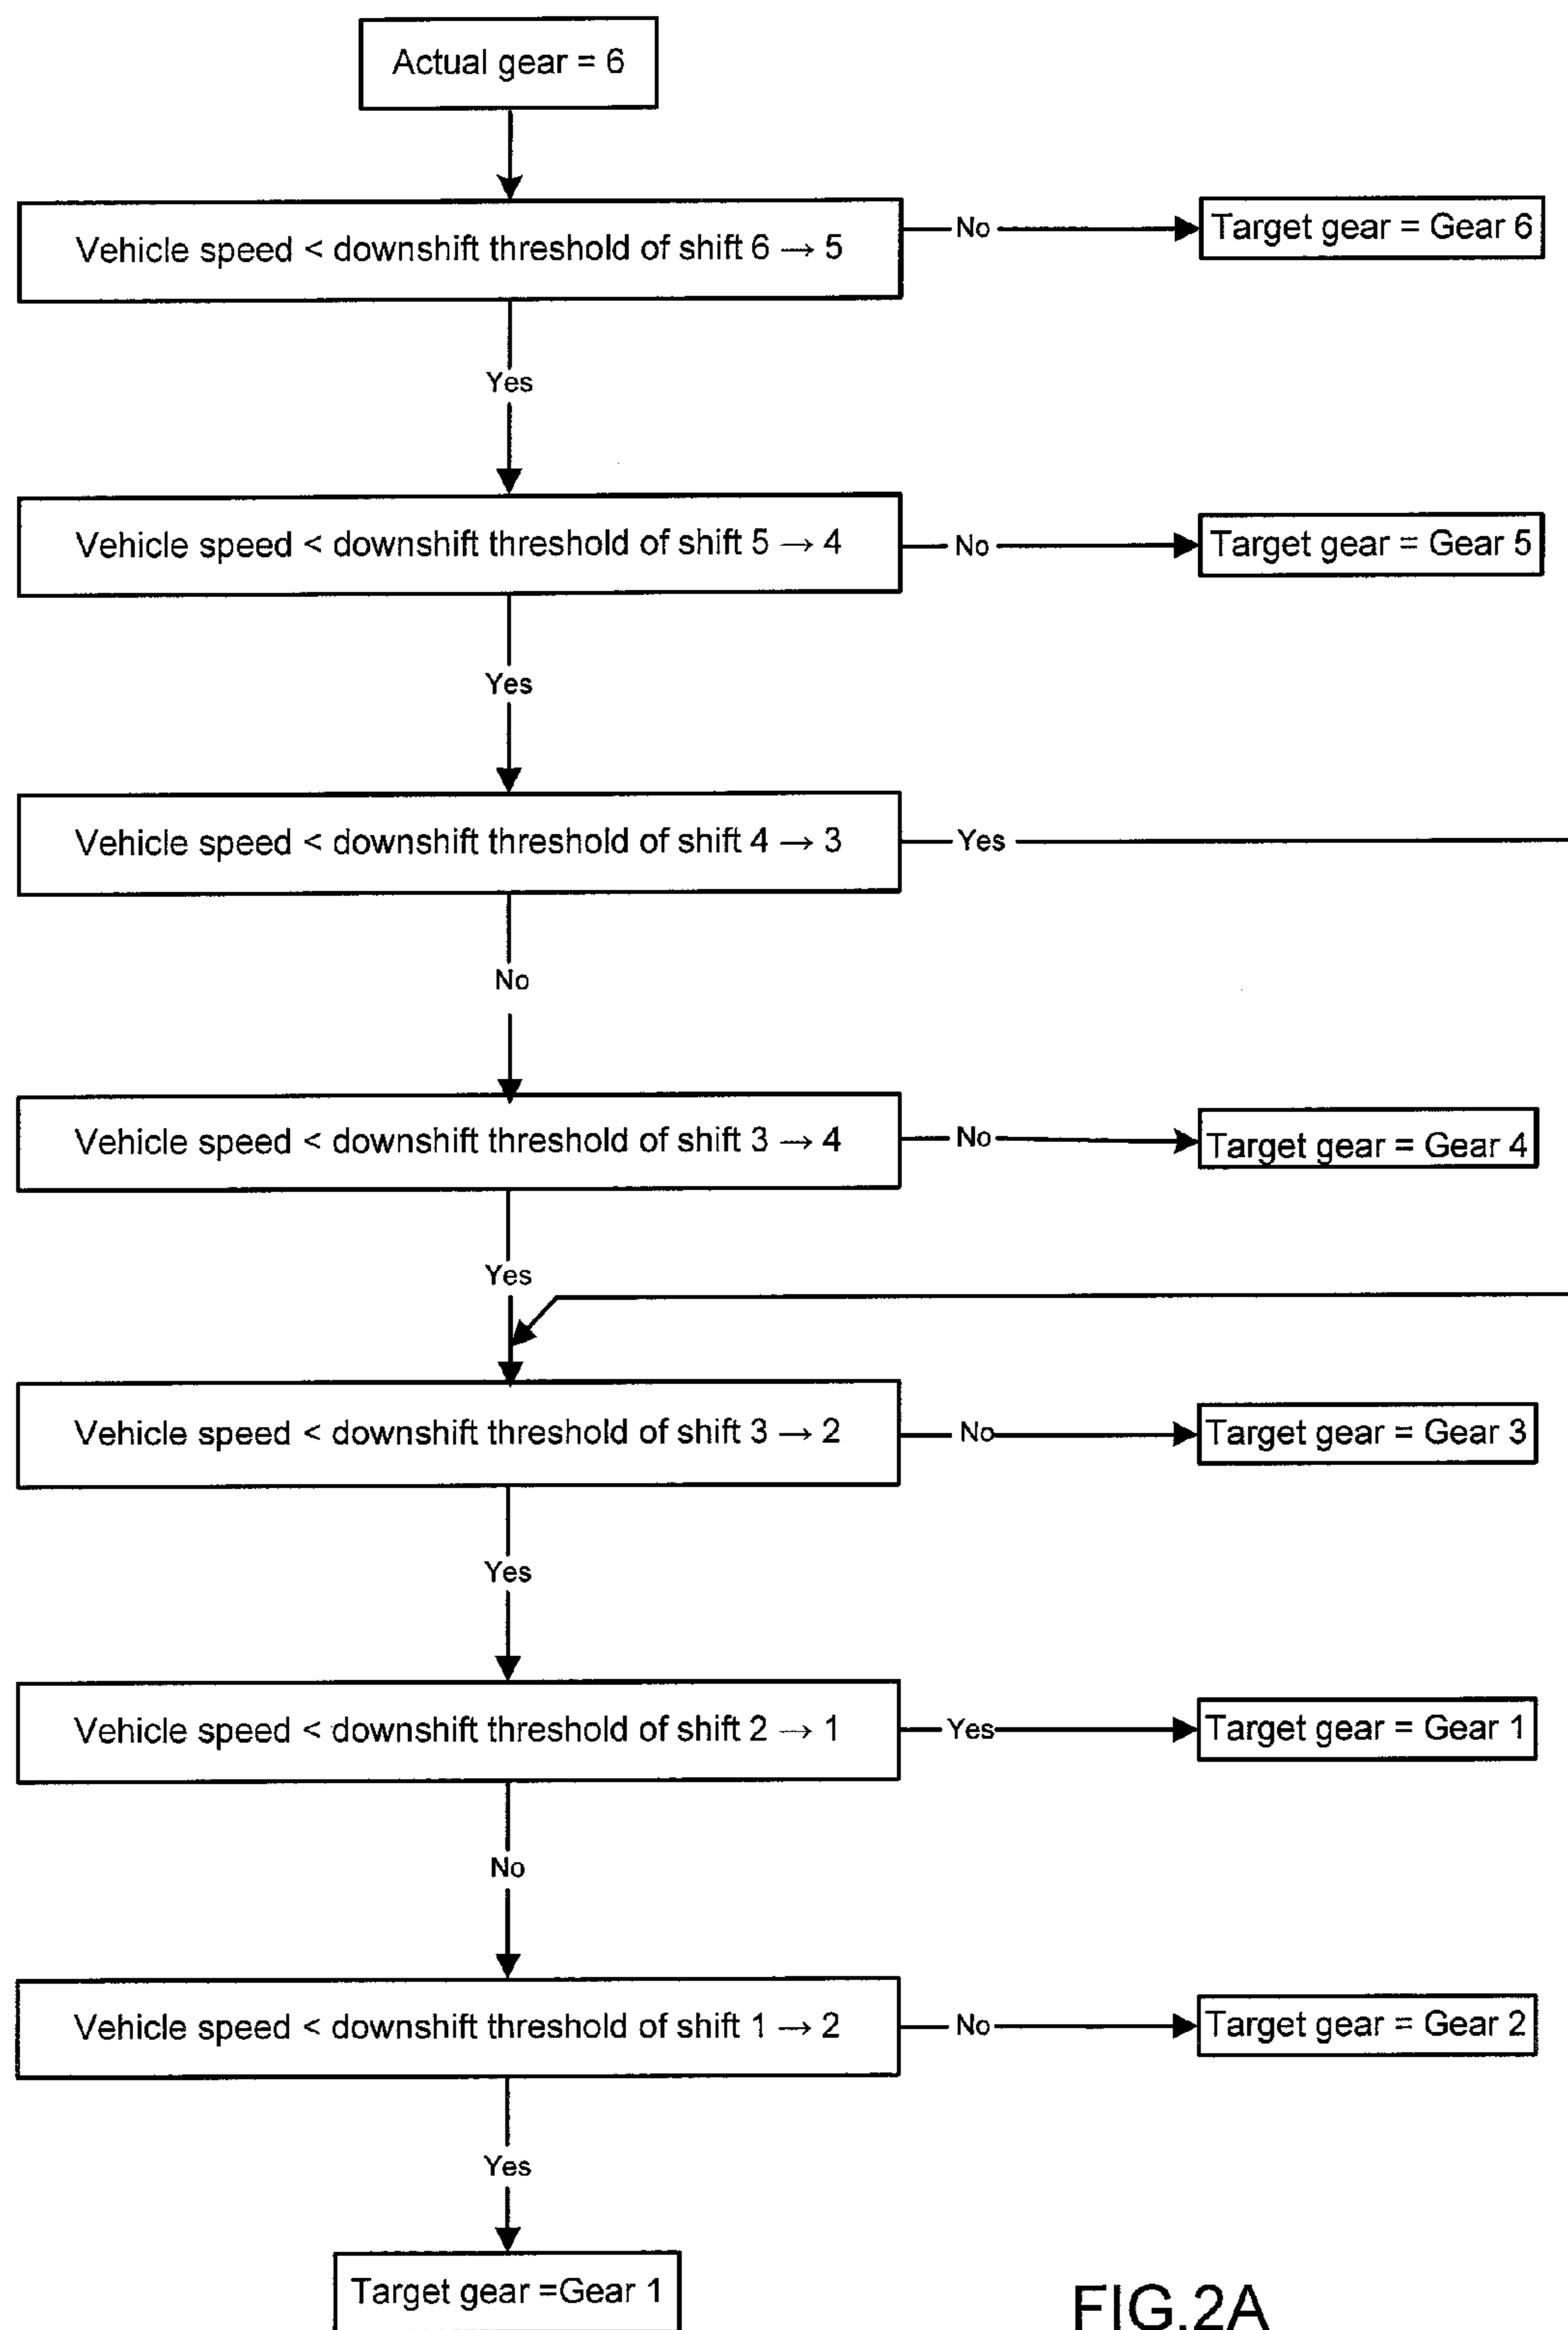 Actual gear = 6
Vehicle speed < downshift threshold of shift 6 → 5
No
Target gear = Gear 6
Yes
Vehicle speed < downshift threshold of shift 5 → 4
No
Target gear = Gear 5
Yes
Vehicle speed < downshift threshold of shift 4 → 3
Yes
No
Vehicle speed < downshift threshold of shift 3 → 4
No
Target gear = Gear 4
Yes
Vehicle speed < downshift threshold of shift 3 → 2
No
Target gear = Gear 3
Yes
Vehicle speed < downshift threshold of shift 2 → 1
Yes
Target gear = Gear 1
No
Vehicle speed < downshift threshold of shift 1 → 2
No
Target gear = Gear 2
Yes
Target gear =Gear 1
FIG.2A